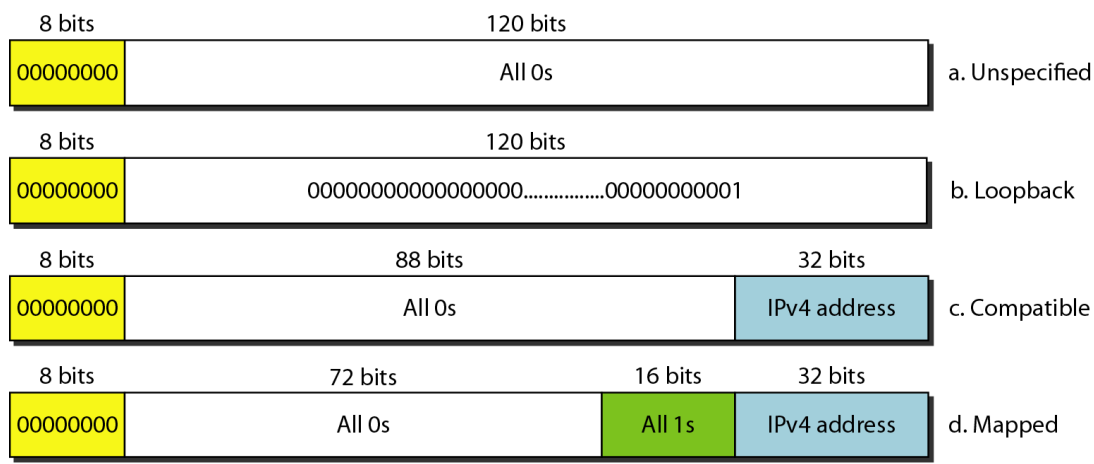 8 bits 120 bits
00000000 All 0s a. Unspecified
8 bits 120 bits
00000000 00000000000000000...............00000000001 b. Loopback
8 bits 88 bits 32 bits
00000000 All 0s IPv4 address c. Compatible
8 bits 72 bits 16 bits 32 bits
00000000 All 0s All 1s IPv4 address d. Mapped